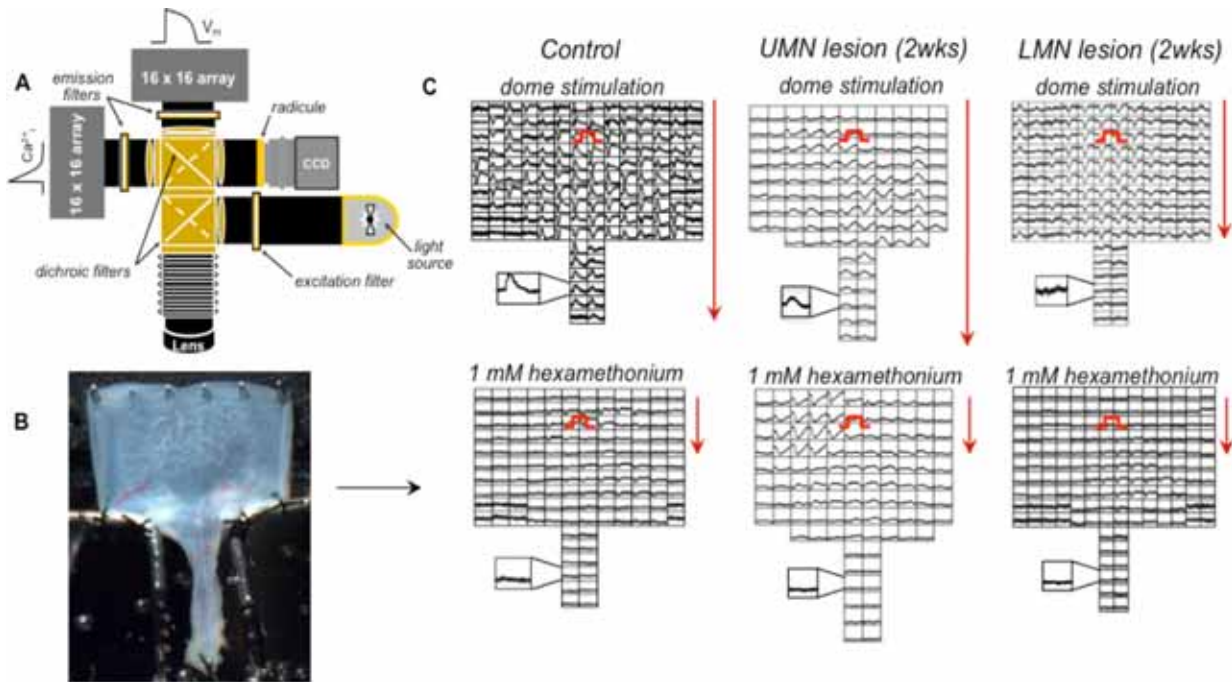 A
Vm
16 x 16 array
emission filters
radicule
Ca2+i
16 x 16 array
CCD
light source
dichroic filters
excitation filter
Lens
B
C
Control
dome stimulation
UMN lesion (2wks)
dome stimulation
LMN lesion (2wks)
dome stimulation
1 mM hexamethonium
1 mM hexamethonium
1 mM hexamethonium